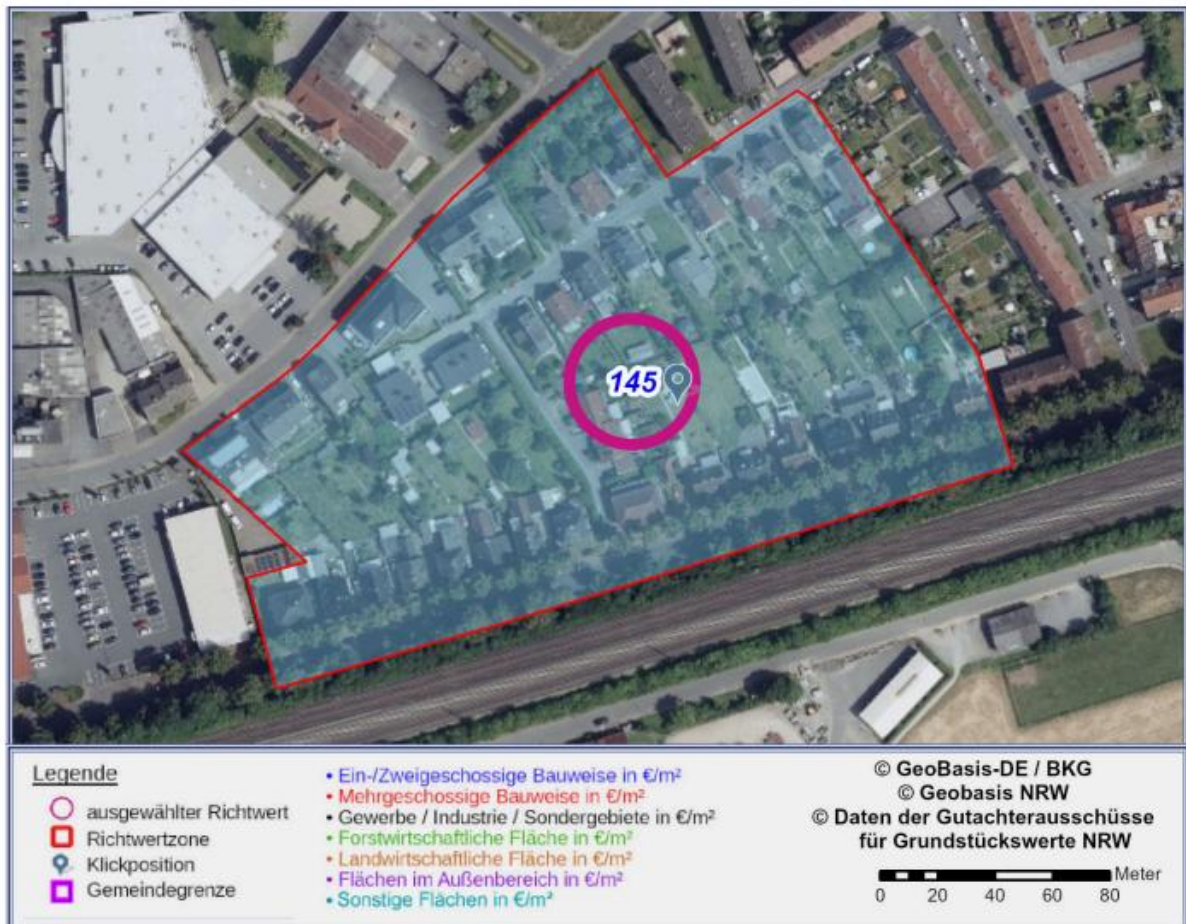 145
Legende
ausgewählter Richtwert
Richtwertzone
Klickposition
Gemeindegrenze
• Ein-/Zweigeschossige Bauweise in €/m²
• Mehrgeschossige Bauweise in €/m²
• Gewerbe / Industrie / Sondergebiete in €/m²
• Forstwirtschaftliche Fläche in €/m²
• Landwirtschaftliche Fläche in €/m²
• Flächen im Außenbereich in €/m²
• Sonstige Flächen in €/m²
© GeoBasis-DE / BKG
© Geobasis NRW
© Daten der Gutachterausschüsse
für Grundstückswerte NRW
Meter
0 20 40 60 80